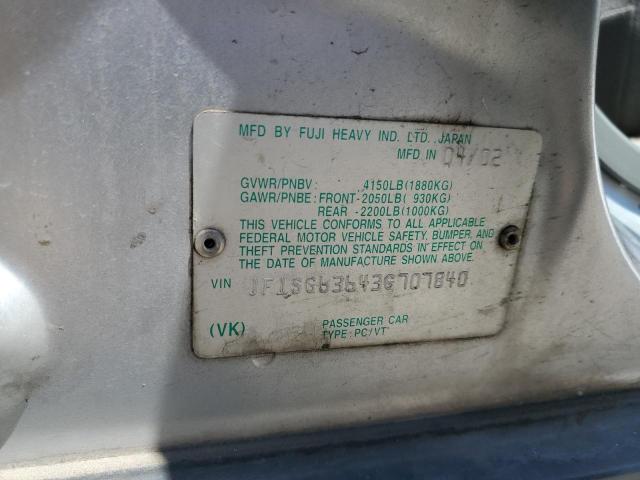 MFD BY FUJI HEAVY IND. LTD. JAPAN
MFD IN 04/02
GVWR/PNBV : 4150LB(1880KG)
GAWR/PNBE : FRONT-2050LB( 930KG)
REAR -2200LB(1000KG)
THIS VEHICLE CONFORMS TO ALL APPLICABLE
FEDERAL MOTOR VEHICLE SAFETY, BUMPER, AND
THEFT PREVENTION STANDARDS IN EFFECT ON
THE DATE OF MANUFACTURE SHOWN ABOVE.
VIN JF1SG63643G707840
(VK) PASSENGER CAR
TYPE: PC/VT